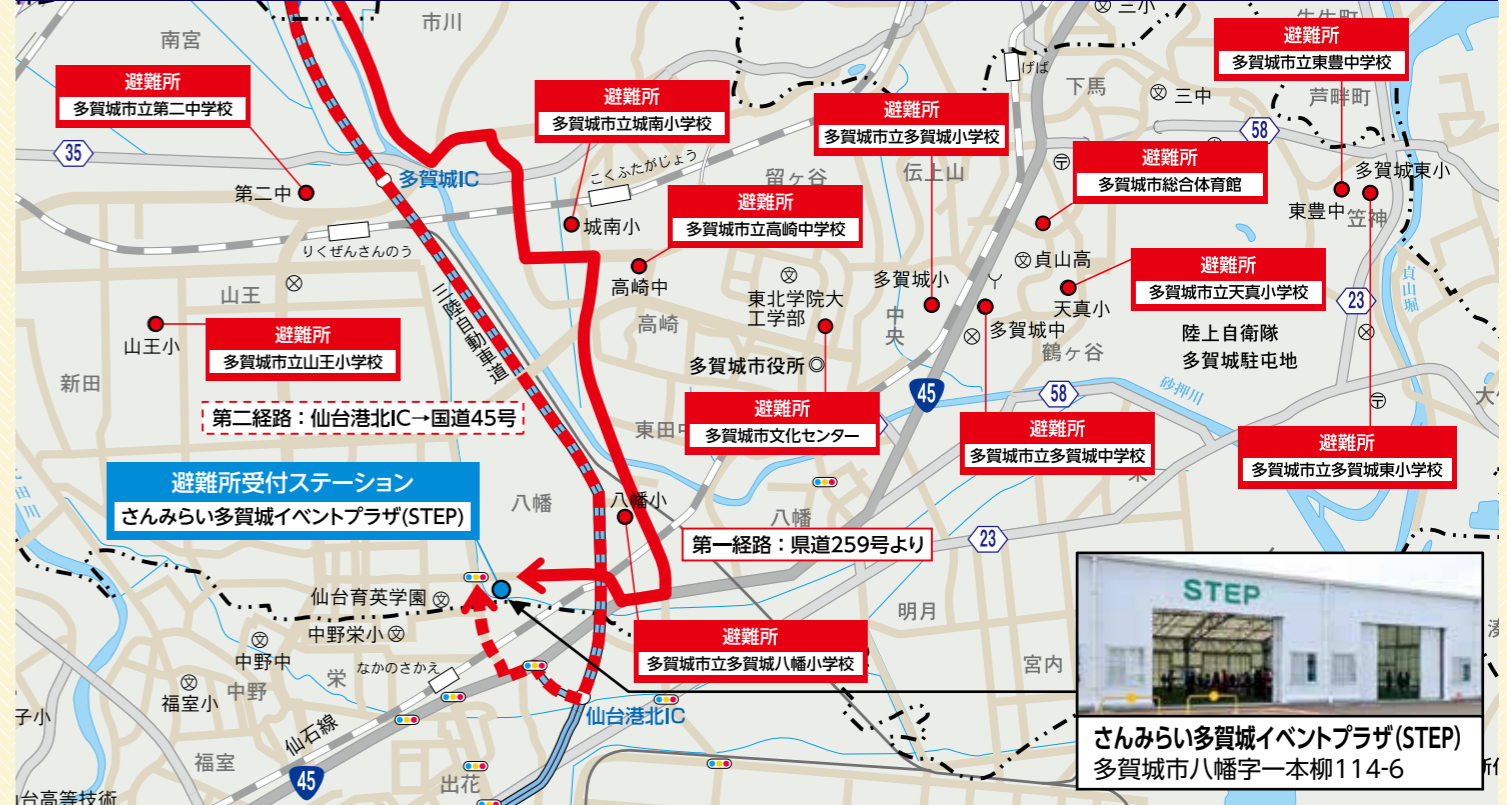 市川
三小
南宮
避難所
多賀城市立東豊中学校
避難所
多賀城市立第二中学校
避難所
多賀城市立城南小学校
避難所
多賀城市立多賀城小学校
げば
下馬
三中
芦畔町
58
35
多賀城IC
こくふたがじょう
留ヶ谷
伝上山
避難所
多賀城市総合体育館
多賀城東小
第二中
城南小
避難所
多賀城市立高崎中学校
東豊中
笠神
りくぜんさんのう
三陸自動車道
貞山高
避難所
多賀城市立天真小学校
貞山堀
山王
高崎中
東北学院大
工学部
多賀城小
天真小
23
山王小
避難所
多賀城市立山王小学校
高崎
中央
多賀城中
鶴ヶ谷
陸上自衛隊
多賀城駐屯地
新田
多賀城市役所
45
58
砂押川
第二経路：仙台港北IC→国道45号
避難所
多賀城市文化センター
避難所
多賀城市立多賀城中学校
避難所
多賀城市立多賀城東小学校
避難所受付ステーション
さんみらい多賀城イベントプラザ(STEP)
八幡
八幡小
八幡
第一経路：県道259号より
23
仙台育英学園
中野栄小
中野中
なかのさかえ
栄
福室小
中野
明月
避難所
多賀城市立多賀城八幡小学校
宮内
STEP
仙台港北IC
仙石線
福室
45
出花
さんみらい多賀城イベントプラザ(STEP)
多賀城市八幡字一本柳114-6